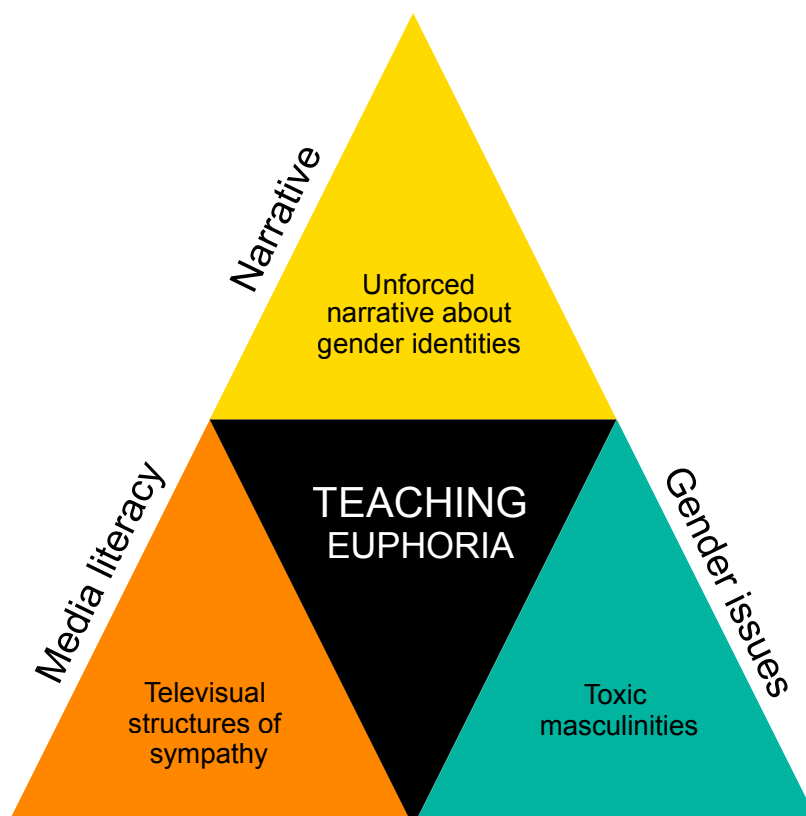 Narrative
Unforced
narrative about
gender identities
Media literacy
TEACHING
EUPHORIA
Gender issues
Televisual
structures of
sympathy
Toxic
masculinities